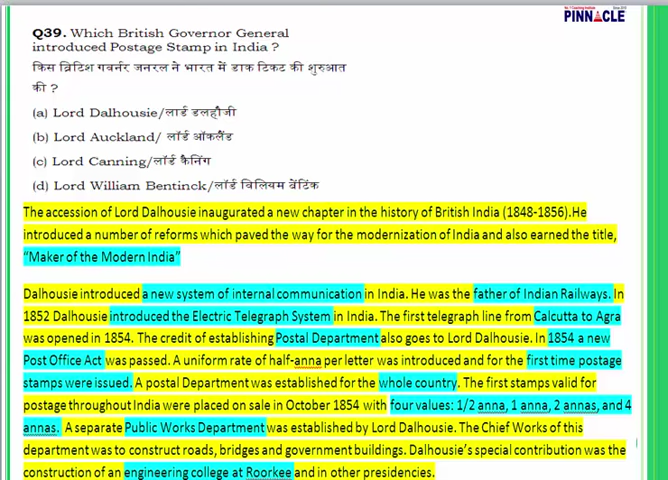 PINNACLE
Q39. Which British Governor General
introduced Postage Stamp in India ?
किस ब्रिटिश गवर्नर जनरल ने भारत में डाक टिकट की शुरुआत
की ?
(a) Lord Dalhousie/लार्ड डलहौजी
(b) Lord Auckland/ लॉर्ड ऑकलैंड
(c) Lord Canning/लॉर्ड कैनिंग
(d) Lord William Bentinck/लॉर्ड विलियम बेंटिंक
The accession of Lord Dalhousie inaugurated a new chapter in the history of British India (1848-1856).He
introduced a number of reforms which paved the way for the modernization of India and also earned the title,
“Maker of the Modern India”
Dalhousie introduced a new system of internal communication in India. He was the father of Indian Railways. In
1852 Dalhousie introduced the Electric Telegraph System in India. The first telegraph line from Calcutta to Agra
was opened in 1854. The credit of establishing Postal Department also goes to Lord Dalhousie. In 1854 a new
Post Office Act was passed. A uniform rate of half-anna per letter was introduced and for the first time postage
stamps were issued. A postal Department was established for the whole country. The first stamps valid for
postage throughout India were placed on sale in October 1854 with four values: 1/2 anna, 1 anna, 2 annas, and 4
annas. A separate Public Works Department was established by Lord Dalhousie. The Chief Works of this
department was to construct roads, bridges and government buildings. Dalhousie’s special contribution was the
construction of an engineering college at Roorkee and in other presidencies.